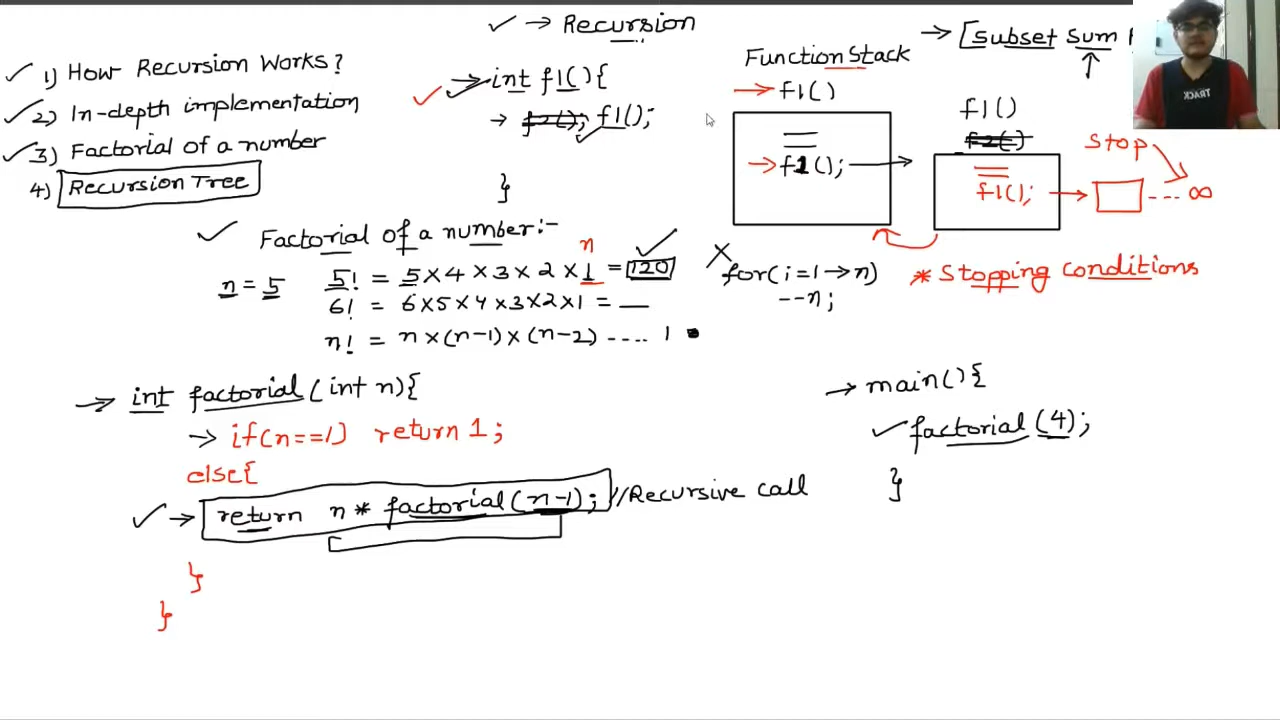 → Recursion
1) How Recursion Works?
2) In-depth implementation
3) Factorial of a number
4) Recursion Tree
→ int f1(){
→ f2(); f1();
}
Function Stack
→ f1()
→ f1(); →
f1()
f2()
f1(); → --- ∞
Stop
→ [Subset Sum
TRACK
* Stopping conditions
Factorial of a number:-
n
n = 5
5! = 5 × 4 × 3 × 2 × 1 = 120
6! = 6×5×4×3×2×1 = __
n! = n × (n-1) × (n-2) .... 1
for(i=1→n)
--n;
→ int factorial(int n){
→ if(n==1) return 1;
else{
→ return n * factorial(n-1); //Recursive call
}
}
→ main(){
factorial(4);
}